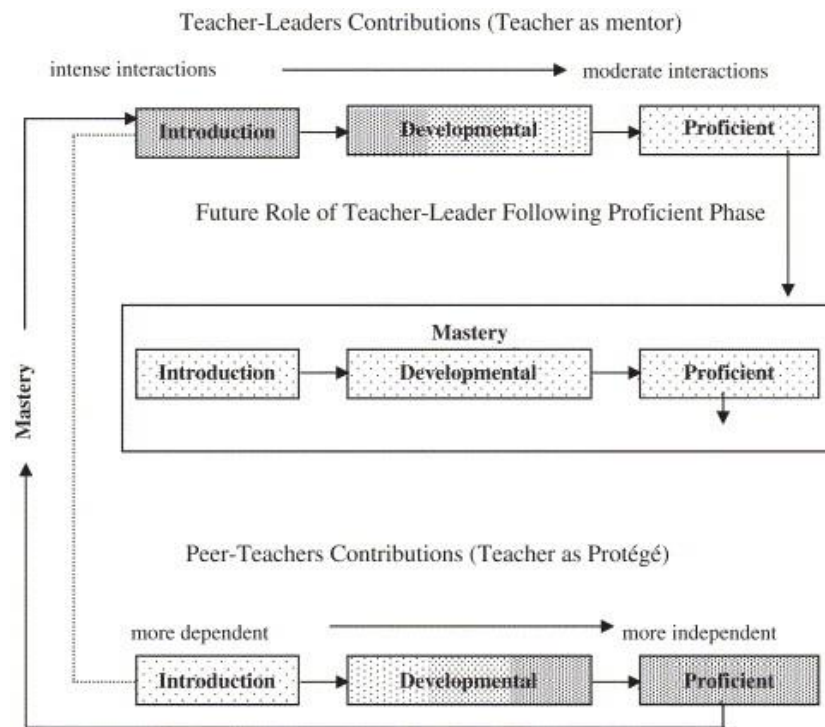 Teacher-Leaders Contributions (Teacher as mentor)
intense interactions
moderate interactions
Introduction
Developmental
Proficient
Future Role of Teacher-Leader Following Proficient Phase
Mastery
Introduction
Developmental
Proficient
Mastery
Peer-Teachers Contributions (Teacher as Protégé)
more dependent
more independent
Introduction
Developmental
Proficient